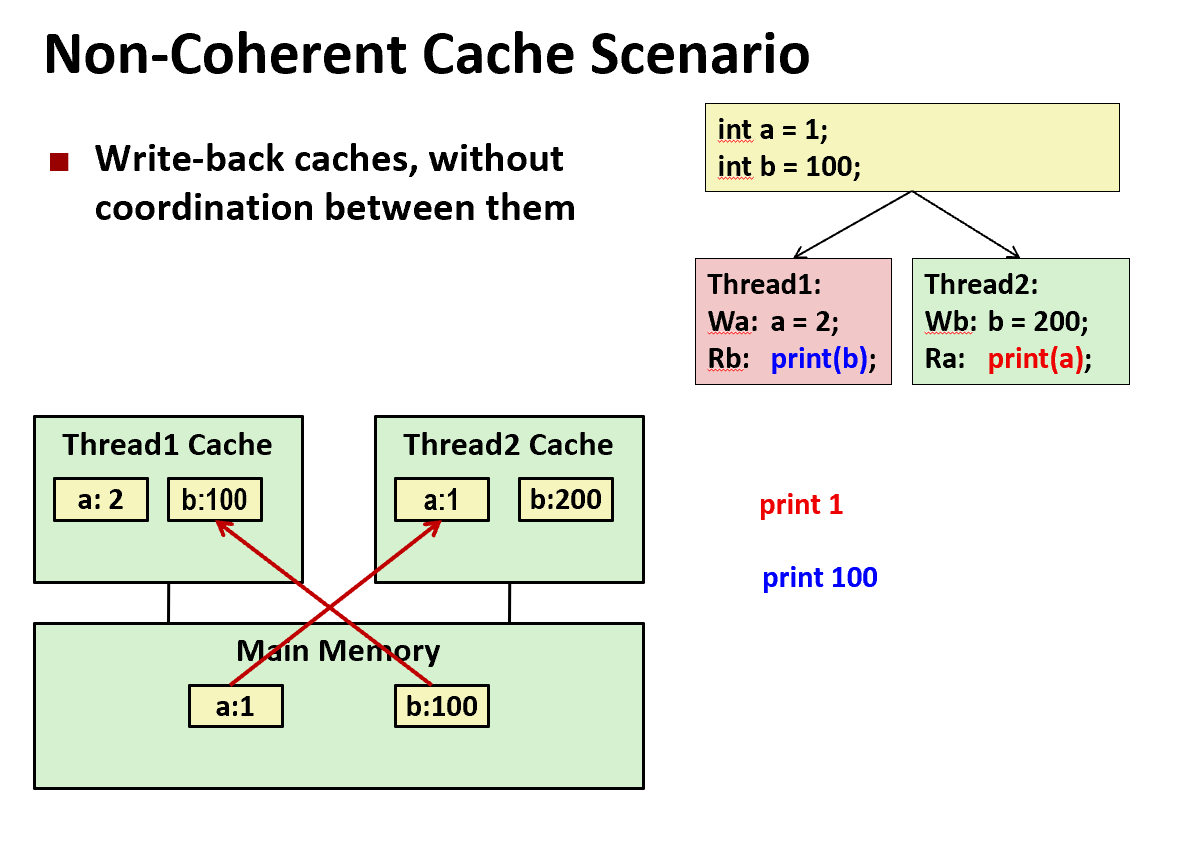 Non-Coherent Cache Scenario
Write-back caches, without
coordination between them
int a = 1;
int b = 100;
Thread1:
Wa: a = 2;
Rb: print(b);
Thread2:
Wb: b = 200;
Ra: print(a);
Thread1 Cache
a: 2
b:100
Thread2 Cache
a:1
b:200
print 1
print 100
Main Memory
a:1
b:100